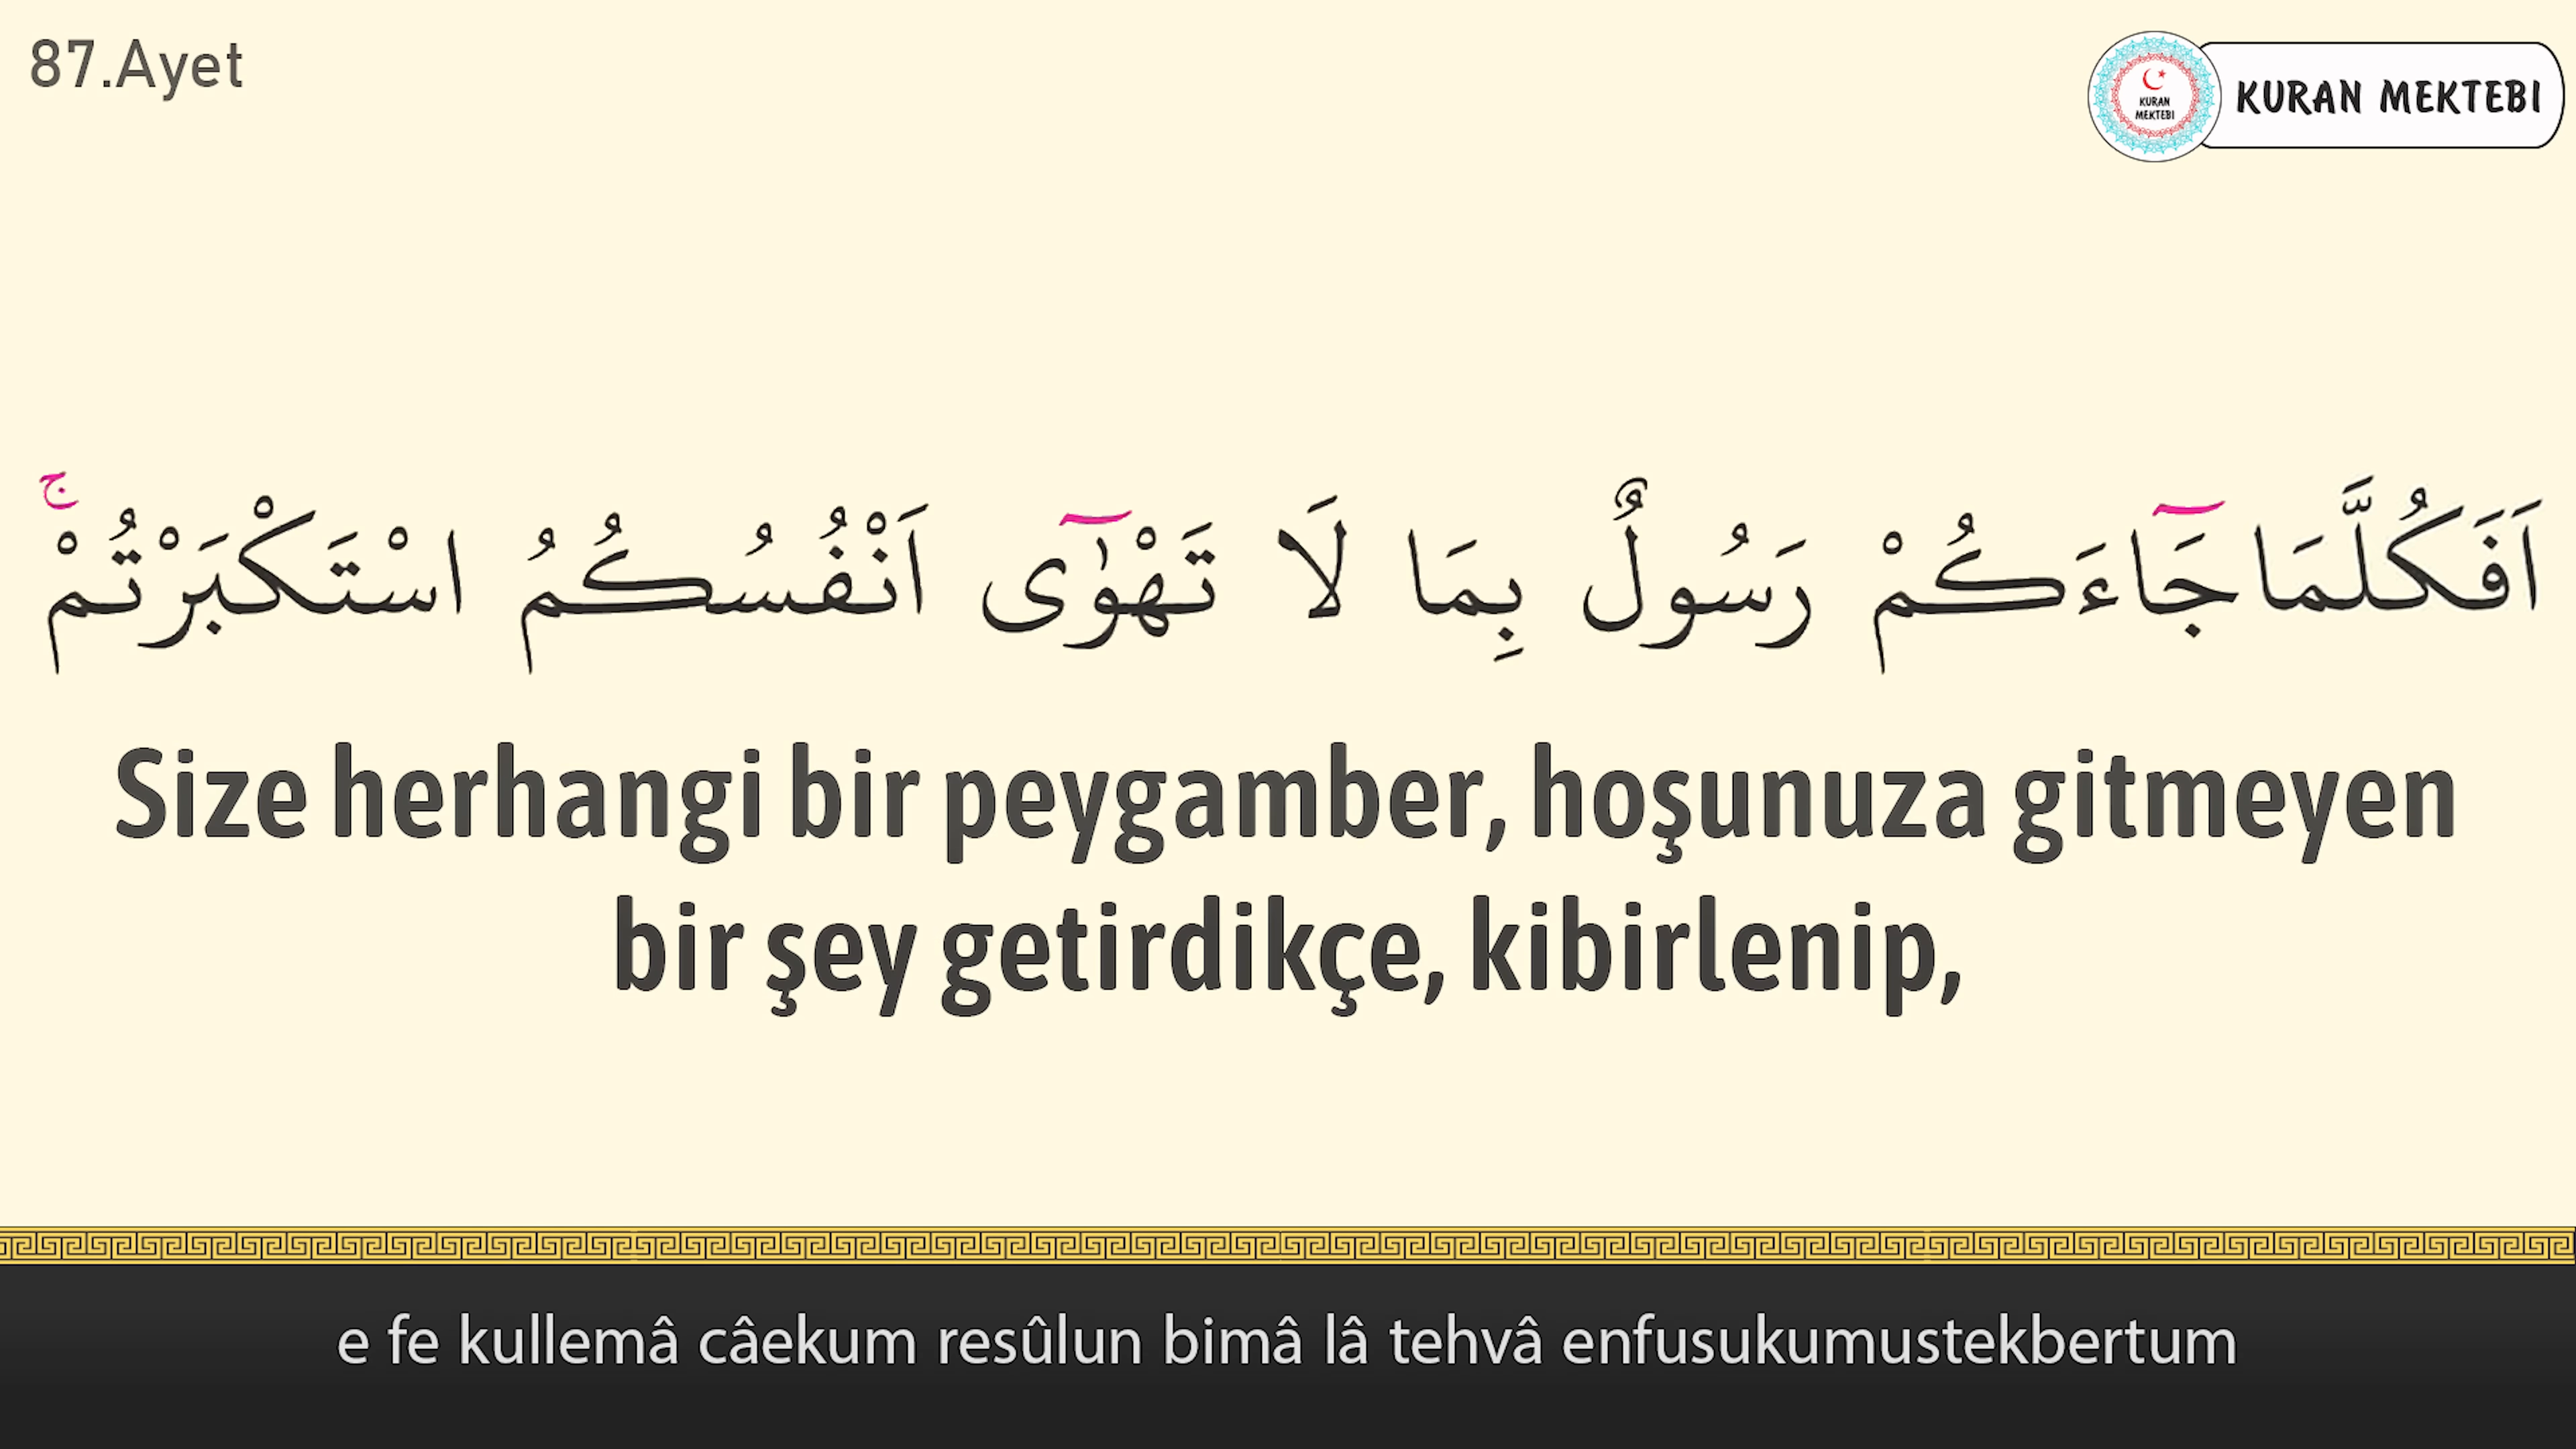 87.Ayet
KURAN
MEKTEBI
KURAN MEKTEBI
اَفَكُلَّمَا جَٓاءَكُمْ رَسُولٌ بِمَا لَا تَهْوٰٓى اَنْفُسُكُمُ اسْتَكْبَرْتُمْۚ
Size herhangi bir peygamber, hoşunuza gitmeyen
bir şey getirdikçe, kibirlenip,
e fe kullemâ câekum resûlun bimâ lâ tehvâ enfusukumustekbertum